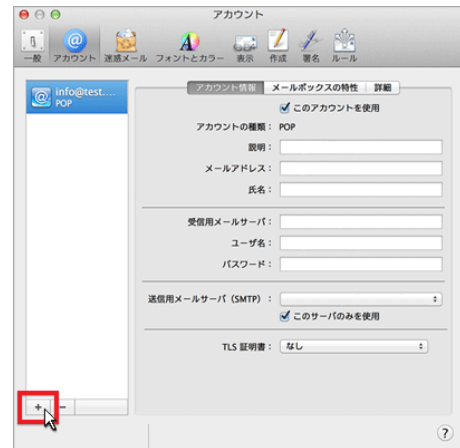 アカウント
一般 アカウント 迷惑メール フォントとカラー 表示 作成 署名 ルール
info@test....
POP
アカウント情報 メールボックスの特性 詳細
このアカウントを使用
アカウントの種類： POP
説明：
メールアドレス：
氏名：
受信用メールサーバ：
ユーザ名：
パスワード：
送信用メールサーバ（SMTP）：
このサーバのみを使用
TLS 証明書： なし
+ −
?